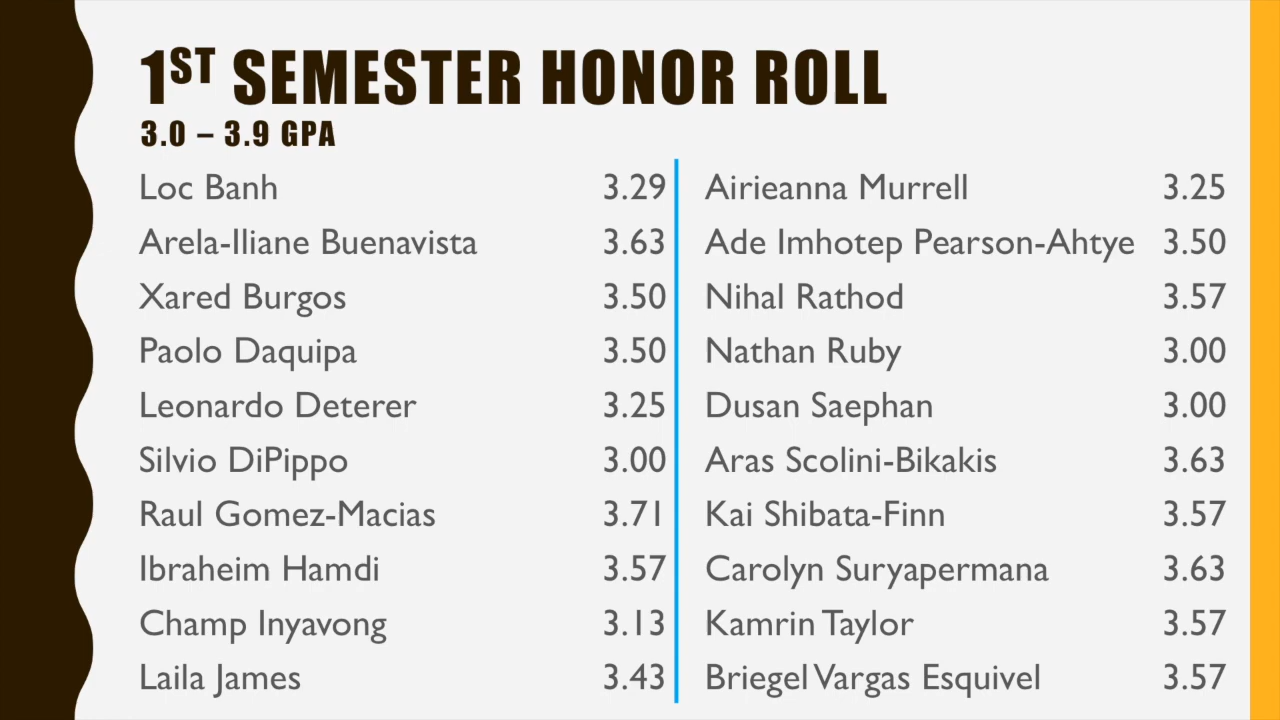 1ST SEMESTER HONOR ROLL
3.0 – 3.9 GPA
Loc Banh 3.29
Arela-Iliane Buenavista 3.63
Xared Burgos 3.50
Paolo Daquipa 3.50
Leonardo Deterer 3.25
Silvio DiPippo 3.00
Raul Gomez-Macias 3.71
Ibraheim Hamdi 3.57
Champ Inyavong 3.13
Laila James 3.43
Airieanna Murrell 3.25
Ade Imhotep Pearson-Ahtye 3.50
Nihal Rathod 3.57
Nathan Ruby 3.00
Dusan Saephan 3.00
Aras Scolini-Bikakis 3.63
Kai Shibata-Finn 3.57
Carolyn Suryapermana 3.63
Kamrin Taylor 3.57
Briegel Vargas Esquivel 3.57